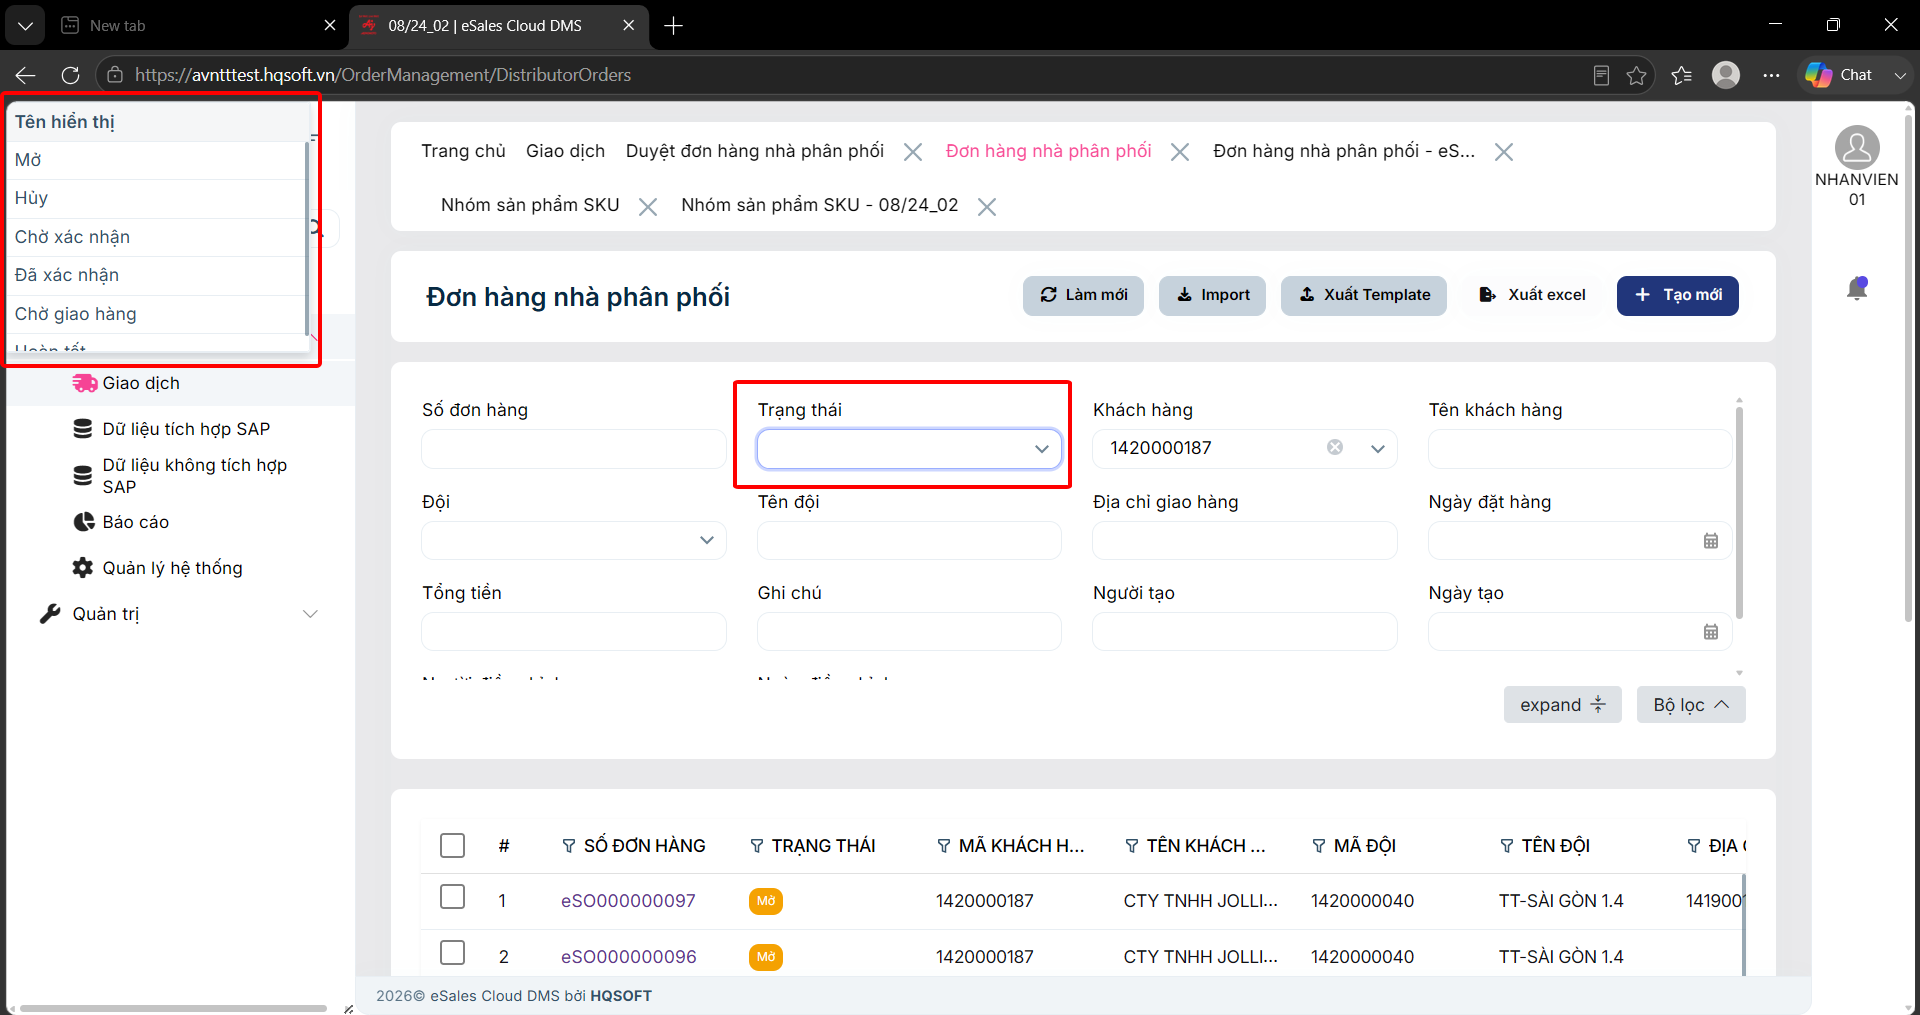 New tab
08/24_02 | eSales Cloud DMS
https://avntttest.hqsoft.vn/OrderManagement/DistributorOrders
Chat
Tên hiển thị
Mở
Hủy
Chờ xác nhận
Đã xác nhận
Chờ giao hàng
Hoàn tất
Giao dịch
Dữ liệu tích hợp SAP
Dữ liệu không tích hợp
SAP
Báo cáo
Quản lý hệ thống
Quản trị
Trang chủ Giao dịch Duyệt đơn hàng nhà phân phối Đơn hàng nhà phân phối Đơn hàng nhà phân phối - eS...
Nhóm sản phẩm SKU Nhóm sản phẩm SKU - 08/24_02
NHANVIEN
01
Đơn hàng nhà phân phối
Làm mới Import Xuất Template Xuất excel Tạo mới
Số đơn hàng Trạng thái Khách hàng Tên khách hàng
1420000187
Đội Tên đội Địa chỉ giao hàng Ngày đặt hàng
Tổng tiền Ghi chú Người tạo Ngày tạo
expand Bộ lọc
# SỐ ĐƠN HÀNG TRẠNG THÁI MÃ KHÁCH H... TÊN KHÁCH ... MÃ ĐỘI TÊN ĐỘI ĐỊA
1 eSO000000097 Mở 1420000187 CTY TNHH JOLLI... 1420000040 TT-SÀI GÒN 1.4 141900
2 eSO000000096 Mở 1420000187 CTY TNHH JOLLI... 1420000040 TT-SÀI GÒN 1.4
2026© eSales Cloud DMS bởi HQSOFT